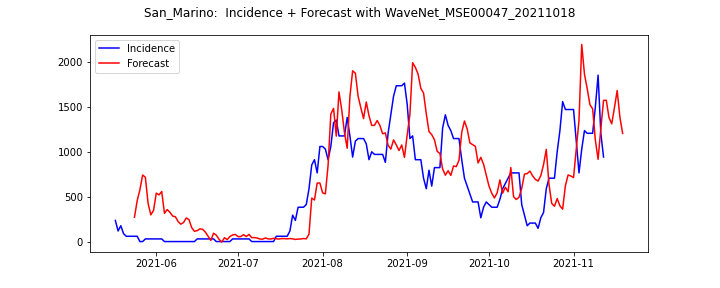 San_Marino:  Incidence + Forecast with WaveNet_MSE00047_20211018
Incidence
Forecast
2000
1500
1000
500
0
2021-06 2021-07 2021-08 2021-09 2021-10 2021-11